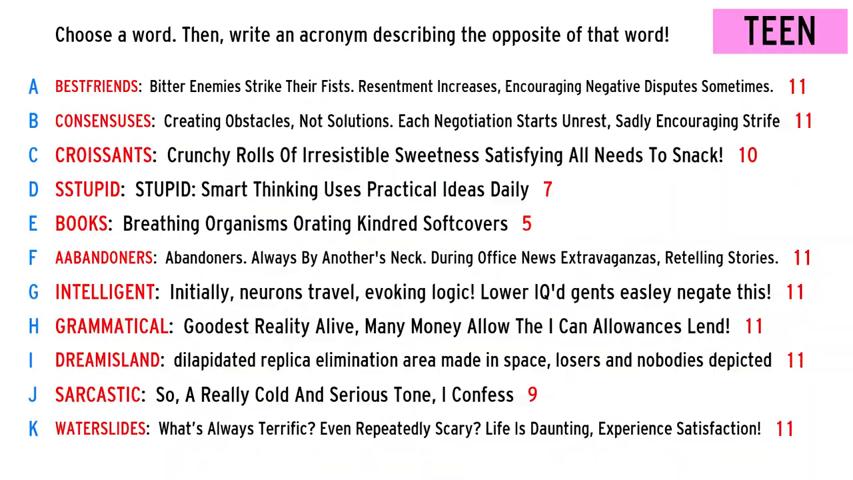 Choose a word. Then, write an acronym describing the opposite of that word!
TEEN
A BESTFRIENDS: Bitter Enemies Strike Their Fists. Resentment Increases, Encouraging Negative Disputes Sometimes. 11
B CONSENSUSES: Creating Obstacles, Not Solutions. Each Negotiation Starts Unrest, Sadly Encouraging Strife 11
C CROISSANTS: Crunchy Rolls Of Irresistible Sweetness Satisfying All Needs To Snack! 10
D SSTUPID: STUPID: Smart Thinking Uses Practical Ideas Daily 7
E BOOKS: Breathing Organisms Orating Kindred Softcovers 5
F AABANDONERS: Abandoners. Always By Another's Neck. During Office News Extravaganzas, Retelling Stories. 11
G INTELLIGENT: Initially, neurons travel, evoking logic! Lower IQ'd gents easley negate this! 11
H GRAMMATICAL: Goodest Reality Alive, Many Money Allow The I Can Allowances Lend! 11
I DREAMISLAND: dilapidated replica elimination area made in space, losers and nobodies depicted 11
J SARCASTIC: So, A Really Cold And Serious Tone, I Confess 9
K WATERSLIDES: What's Always Terrific? Even Repeatedly Scary? Life Is Daunting, Experience Satisfaction! 11